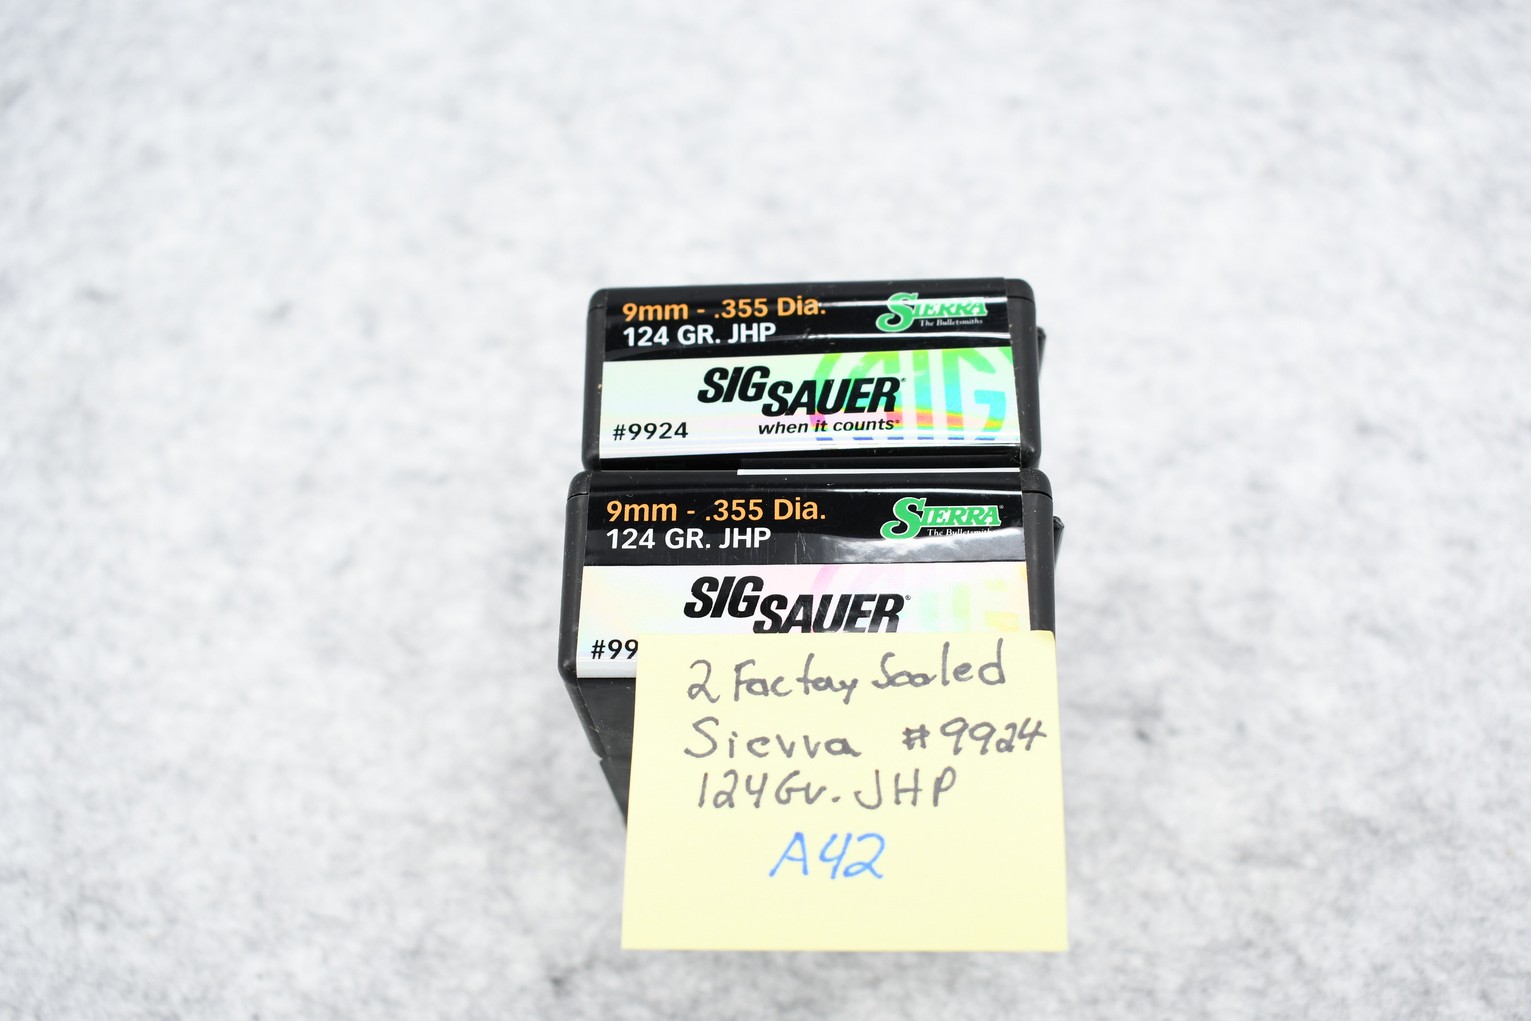 9mm - .355 Dia.
124 GR. JHP
SIERRA
The Bulletsmiths
SIG SAUER
#9924
when it counts
SIG
9mm - .355 Dia.
124 GR. JHP
SIERRA
The Bulletsmiths
SIG SAUER
#99
2 Factory Sealed
Sierra #9924
124Gr. JHP
A42